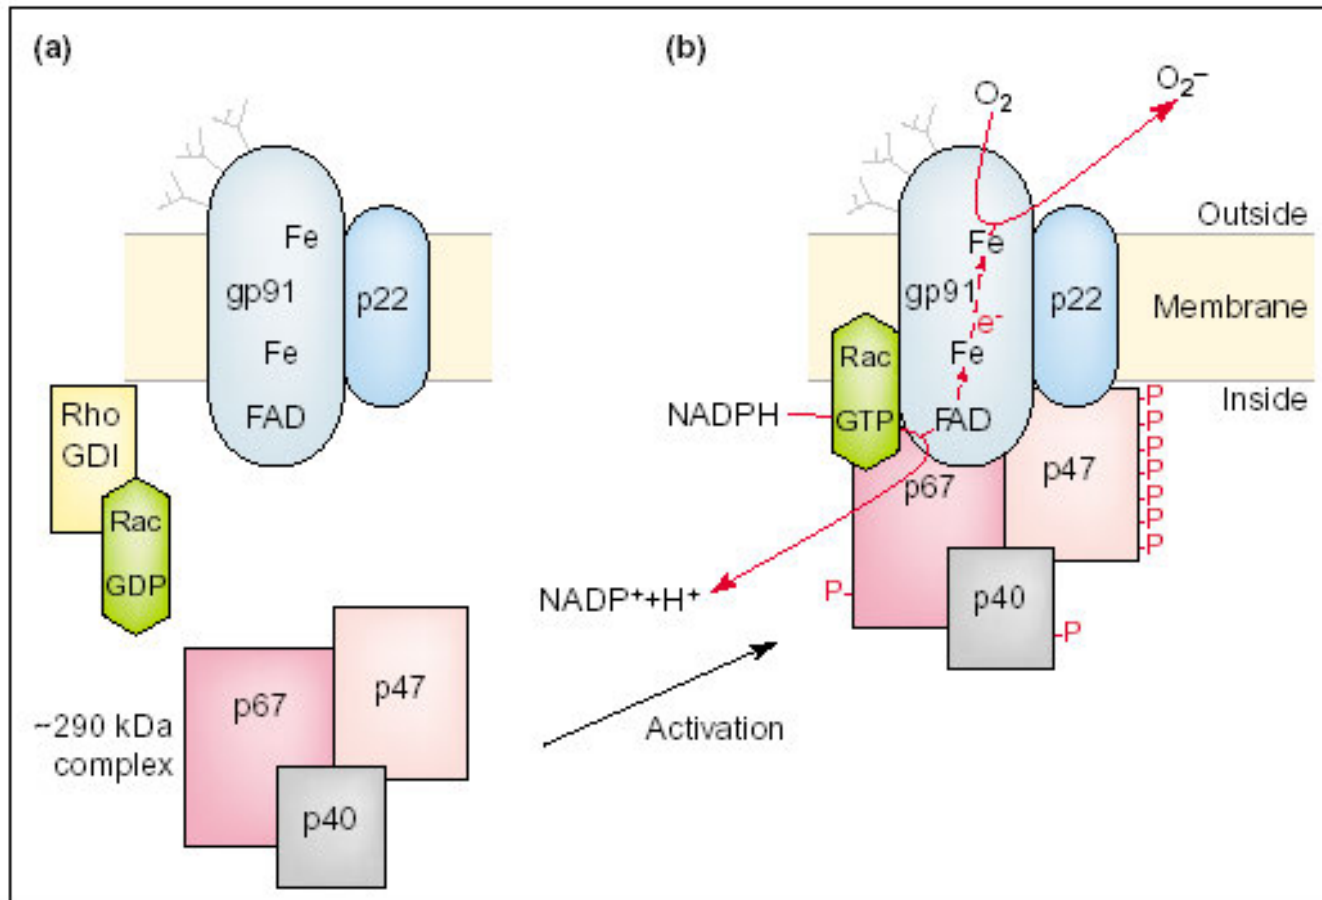 (a)
Fe
gp91
p22
Fe
FAD
Rho
GDI
Rac
GDP
p67
p47
~290 kDa
complex
p40
Activation
(b)
O₂
O₂⁻
Outside
Fe
gp91
p22
Membrane
e⁻
Rac
Fe
Inside
NADPH
GTP
FAD
P
P
P
P
P
P
P
p67
p47
NADP⁺+H⁺
P
p40
P